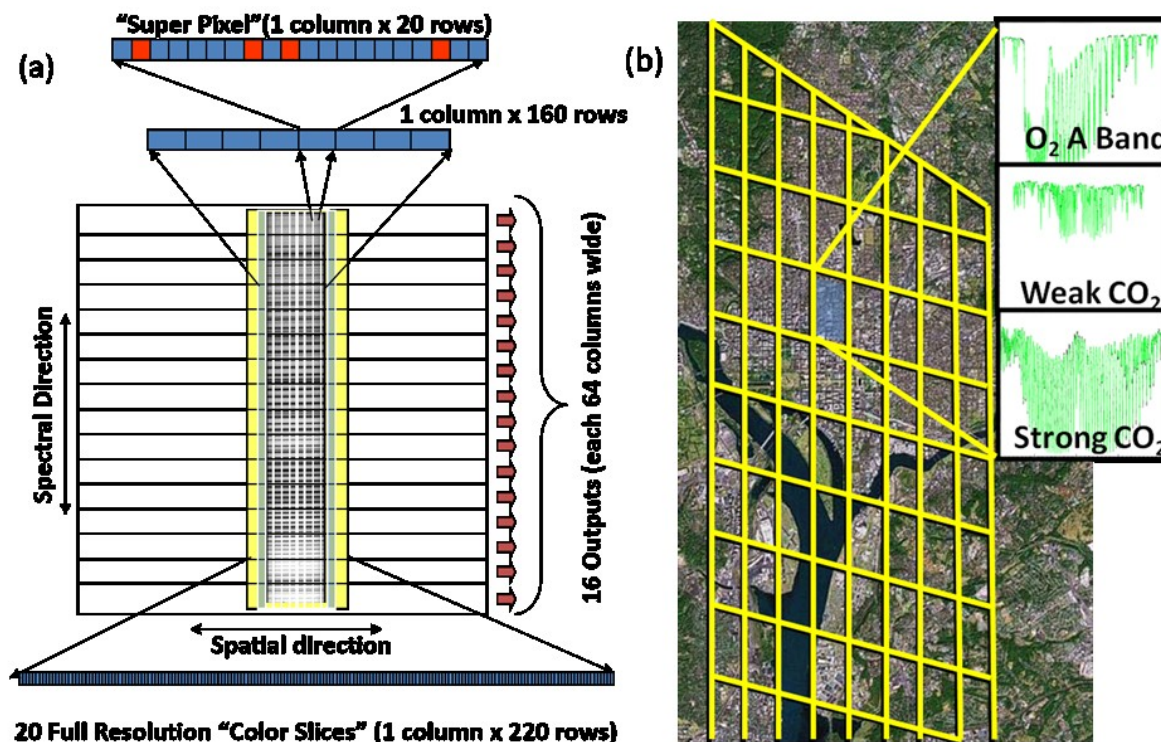 "Super Pixel"(1 column x 20 rows)
(a)
1 column x 160 rows
Spectral Direction
16 Outputs (each 64 columns wide)
Spatial direction
20 Full Resolution "Color Slices" (1 column x 220 rows)
(b)
O₂ A Band
Weak CO₂
Strong CO₂